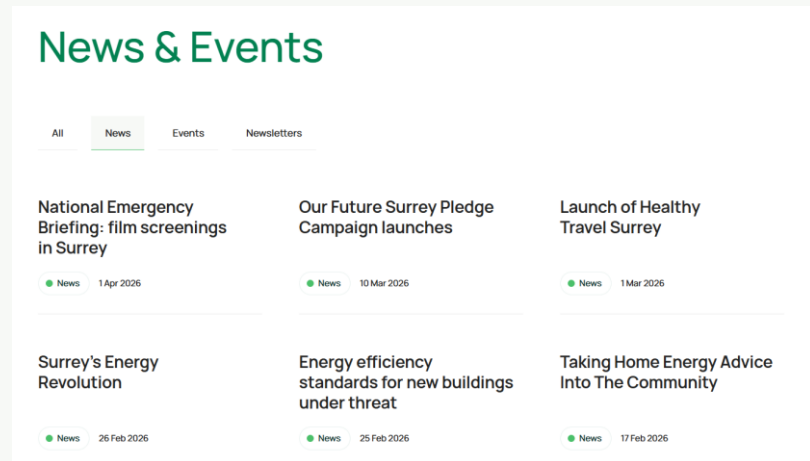 News & Events
All
News
Events
Newsletters
National Emergency
Briefing: film screenings
in Surrey
News
1 Apr 2026
Our Future Surrey Pledge
Campaign launches
News
10 Mar 2026
Launch of Healthy
Travel Surrey
News
1 Mar 2026
Surrey's Energy
Revolution
News
26 Feb 2026
Energy efficiency
standards for new buildings
under threat
News
25 Feb 2026
Taking Home Energy Advice
Into The Community
News
17 Feb 2026